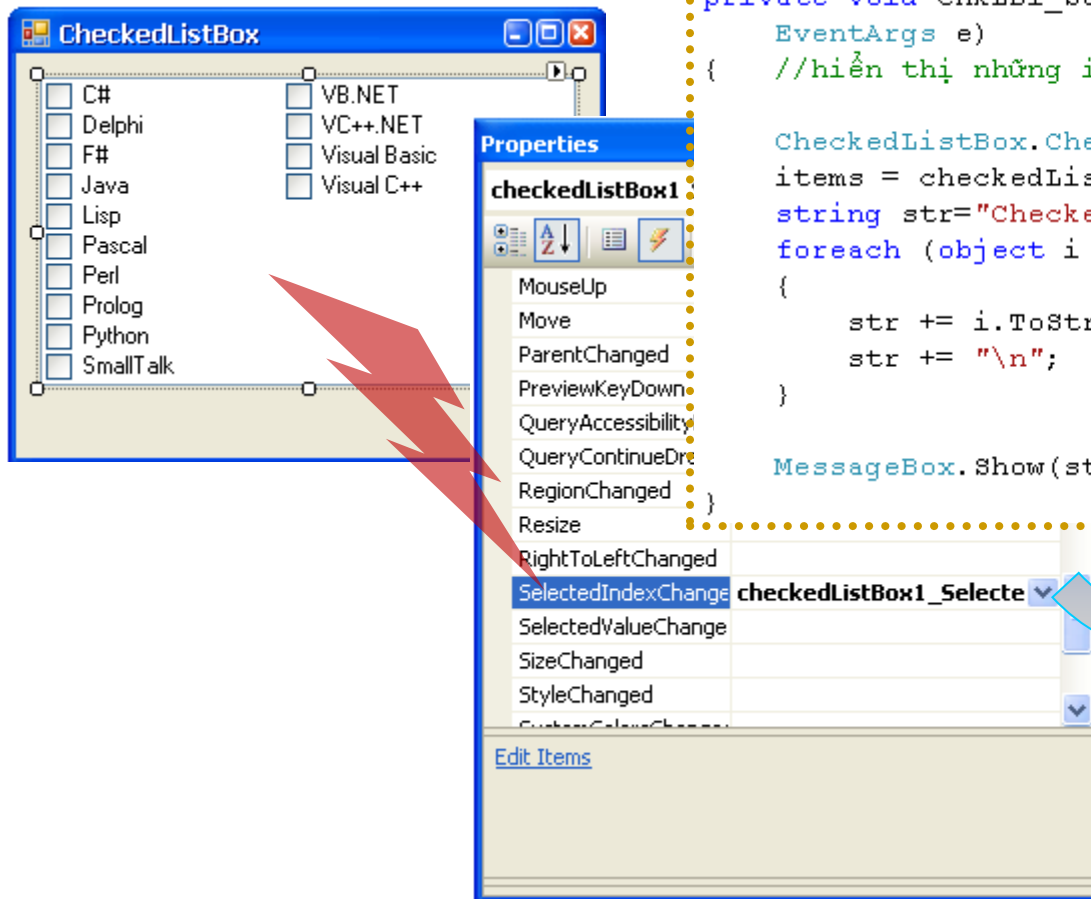 CheckedListBox
C#
Delphi
F#
Java
Lisp
Pascal
Perl
Prolog
Python
SmallTalk
VB.NET
VC++.NET
Visual Basic
Visual C++
Properties
checkedListBox1
MouseUp
Move
ParentChanged
PreviewKeyDown
QueryAccessibility
QueryContinueDr
RegionChanged
Resize
RightToLeftChanged
SelectedIndexChange checkedListBox1_Selecte
SelectedValueChange
SizeChanged
StyleChanged
Edit Items
private void
EventArgs e)
{ //hiển thị những
CheckedListBox.Che
items = checkedLis
string str="Checke
foreach (object i
{
str += i.ToStr
str += "\n";
}
MessageBox.Show(st
}